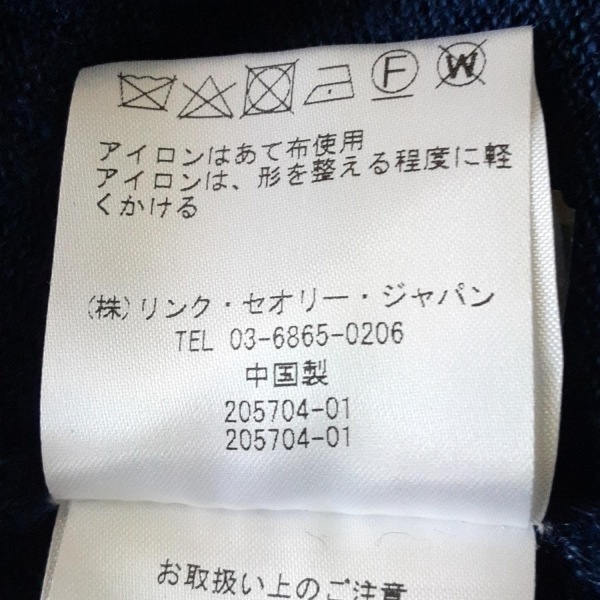 F
W
アイロンはあて布使用
アイロンは、形を整える程度に軽
くかける
(株)リンク・セオリー・ジャパン
TEL 03-6865-0206
中国製
205704-01
205704-01
お取扱い上のご注意